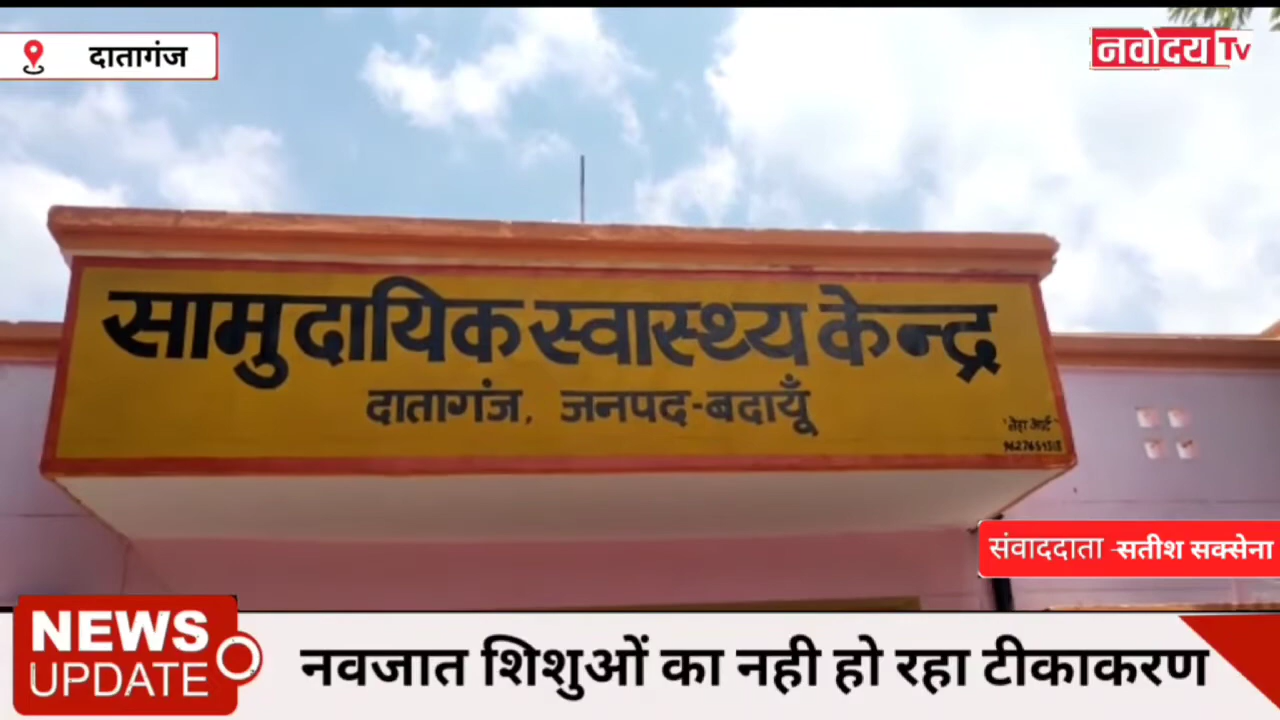 दातागंज
नवोदय Tv
सामुदायिक स्वास्थ्य केन्द्र
दातागंज, जनपद-बदायूँ
संवाददाता - सतीश सक्सेना
NEWS
UPDATE
नवजात शिशुओं का नही हो रहा टीकाकरण